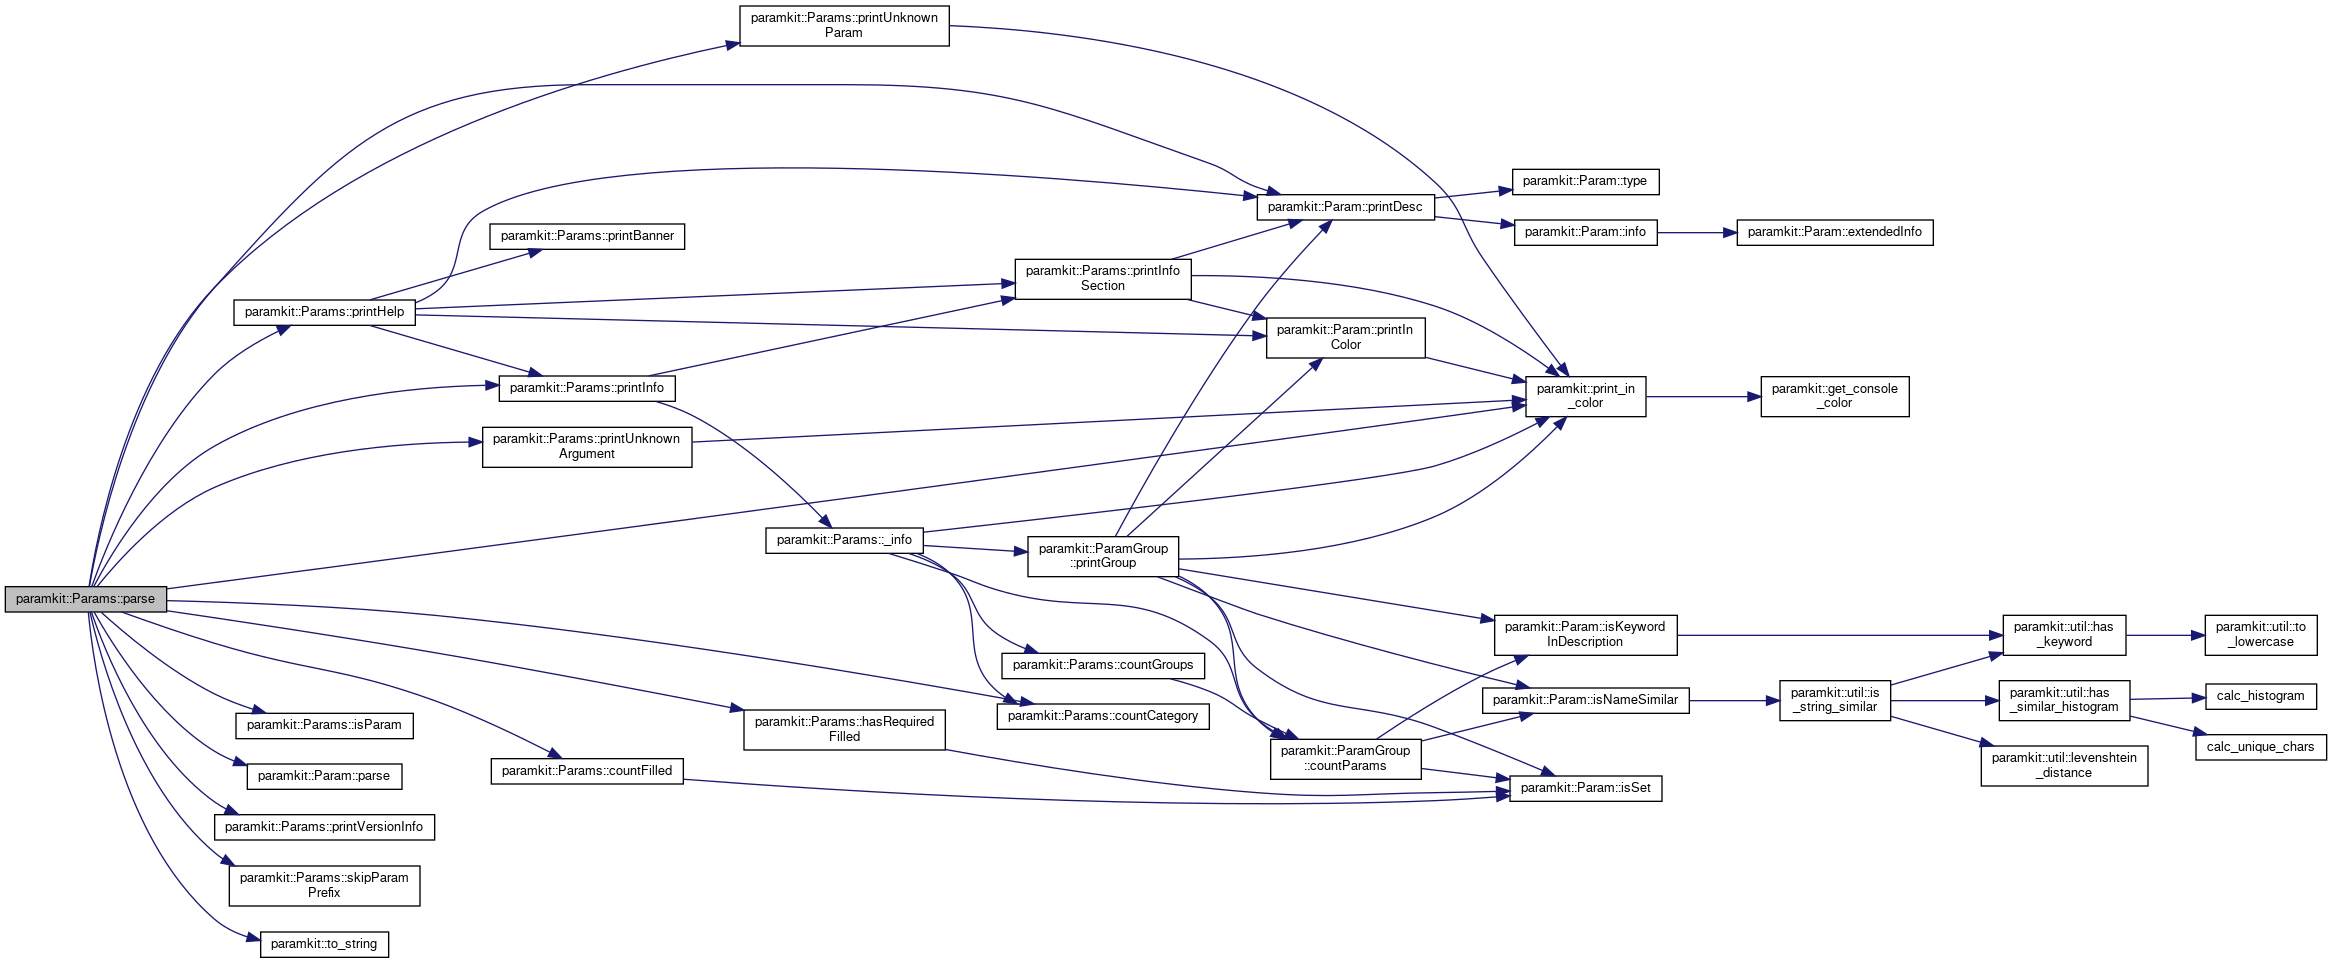 paramkit::Params::printUnknown
Param
paramkit::Param::type
paramkit::Param::printDesc
paramkit::Params::printBanner
paramkit::Param::info
paramkit::Param::extendedInfo
paramkit::Params::printInfo
Section
paramkit::Params::printHelp
paramkit::Param::printIn
Color
paramkit::Params::printInfo
paramkit::print_in
_color
paramkit::get_console
_color
paramkit::Params::printUnknown
Argument
paramkit::Params::_info
paramkit::ParamGroup
::printGroup
paramkit::Params::parse
paramkit::Param::isKeyword
InDescription
paramkit::util::has
_keyword
paramkit::util::to
_lowercase
paramkit::Params::countGroups
paramkit::Param::isNameSimilar
paramkit::util::is
_string_similar
paramkit::util::has
_similar_histogram
calc_histogram
paramkit::Params::isParam
paramkit::Params::hasRequired
Filled
paramkit::Params::countCategory
calc_unique_chars
paramkit::ParamGroup
::countParams
paramkit::util::levenshtein
_distance
paramkit::Param::parse
paramkit::Params::countFilled
paramkit::Param::isSet
paramkit::Params::printVersionInfo
paramkit::Params::skipParam
Prefix
paramkit::to_string